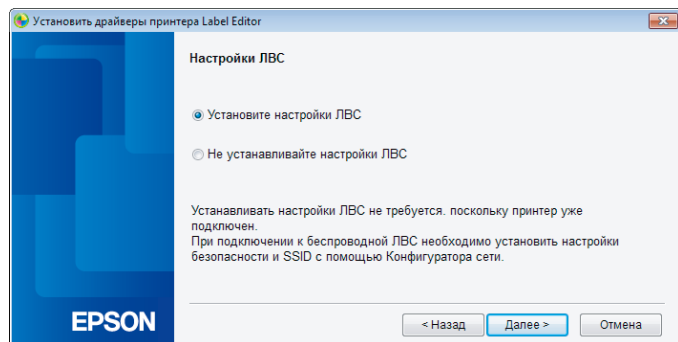 Установить драйверы принтера Label Editor
Настройки ЛВС
Установите настройки ЛВС
Не устанавливайте настройки ЛВС
Устанавливать настройки ЛВС не требуется. поскольку принтер уже
подключен.
При подключении к беспроводной ЛВС необходимо установить настройки
безопасности и SSID с помощью Конфигуратора сети.
EPSON
< Назад
Далее >
Отмена